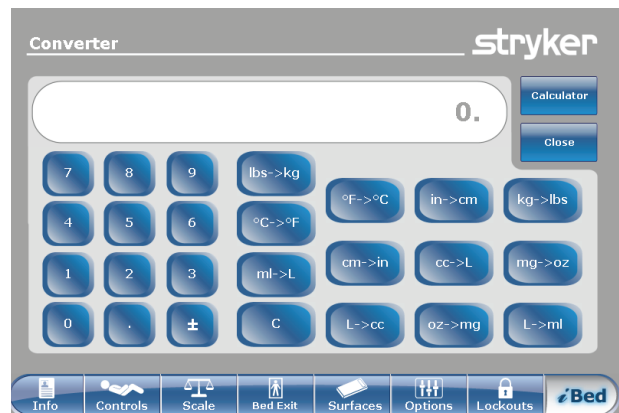 Converter
stryker
0.
Calculator
Close
7 8 9 lbs->kg
°F->°C in->cm kg->lbs
4 5 6 °C->°F
1 2 3 ml->L
cm->in cc->L mg->oz
0 . ± C
L->cc oz->mg L->ml
Info Controls Scale Bed Exit Surfaces Options Lockouts iBed